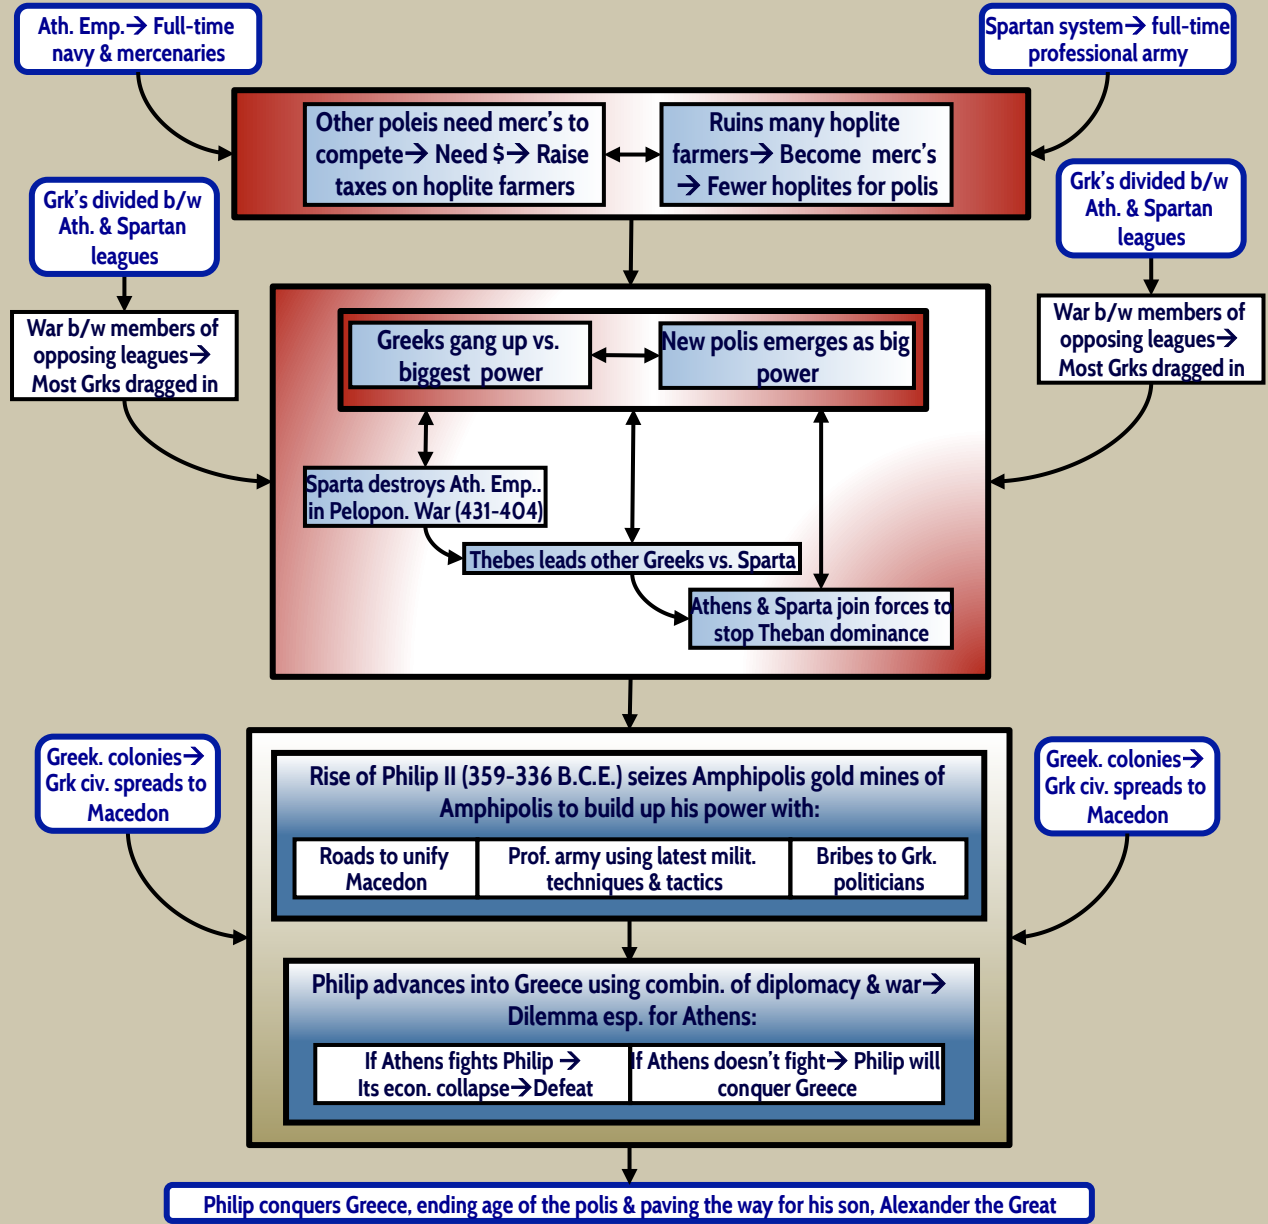 Ath. Emp.→ Full-time
navy & mercenaries
Spartan system→ full-time
professional army
Other poleis need merc's to
compete→ Need $→ Raise
taxes on hoplite farmers
Ruins many hoplite
farmers→ Become merc's
→ Fewer hoplites for polis
Grk's divided b/w
Ath. & Spartan
leagues
Grk's divided b/w
Ath. & Spartan
leagues
War b/w members of
opposing leagues→
Most Grks dragged in
War b/w members of
opposing leagues→
Most Grks dragged in
Greeks gang up vs.
biggest power
New polis emerges as big
power
Sparta destroys Ath. Emp..
in Pelopon. War (431-404)
Thebes leads other Greeks vs. Sparta
Athens & Sparta join forces to
stop Theban dominance
Greek. colonies→
Grk civ. spreads to
Macedon
Greek. colonies→
Grk civ. spreads to
Macedon
Rise of Philip II (359-336 B.C.E.) seizes Amphipolis gold mines of
Amphipolis to build up his power with:
Roads to unify
Macedon
Prof. army using latest milit.
techniques & tactics
Bribes to Grk.
politicians
Philip advances into Greece using combin. of diplomacy & war→
Dilemma esp. for Athens:
If Athens fights Philip →
Its econ. collapse→Defeat
If Athens doesn't fight→ Philip will
conquer Greece
Philip conquers Greece, ending age of the polis & paving the way for his son, Alexander the Great